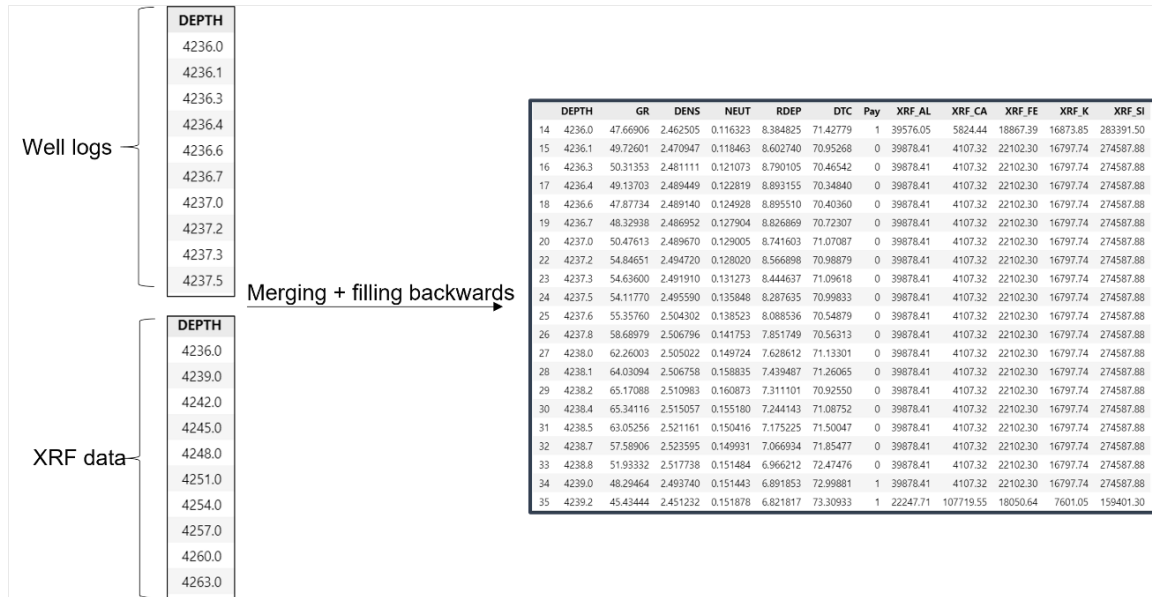 DEPTH
4236.0
4236.1
4236.3
4236.4
4236.6
4236.7
4237.0
4237.2
4237.3
4237.5
Well logs
DEPTH
4236.0
4239.0
4242.0
4245.0
4248.0
4251.0
4254.0
4257.0
4260.0
4263.0
XRF data
Merging + filling backwards
DEPTH GR DENS NEUT RDEP DTC Pay XRF_AL XRF_CA XRF_FE XRF_K XRF_SI
14 4236.0 47.66906 2.462505 0.116323 8.384825 71.42779 1 39576.05 5824.44 18867.39 16873.85 283391.50
15 4236.1 49.72601 2.470947 0.118463 8.602740 70.95268 0 39878.41 4107.32 22102.30 16797.74 274587.88
16 4236.3 50.31353 2.481111 0.121073 8.790105 70.46542 0 39878.41 4107.32 22102.30 16797.74 274587.88
17 4236.4 49.13703 2.489449 0.122819 8.893155 70.34840 0 39878.41 4107.32 22102.30 16797.74 274587.88
18 4236.6 47.87734 2.489140 0.124928 8.895510 70.40360 0 39878.41 4107.32 22102.30 16797.74 274587.88
19 4236.7 48.32938 2.486952 0.127904 8.826869 70.72307 0 39878.41 4107.32 22102.30 16797.74 274587.88
20 4237.0 50.47613 2.489670 0.129005 8.741603 71.07087 0 39878.41 4107.32 22102.30 16797.74 274587.88
22 4237.2 54.84651 2.494720 0.128020 8.566898 70.98879 0 39878.41 4107.32 22102.30 16797.74 274587.88
23 4237.3 54.63600 2.491910 0.131273 8.444637 71.09618 0 39878.41 4107.32 22102.30 16797.74 274587.88
24 4237.5 54.11770 2.495590 0.135848 8.287635 70.99833 0 39878.41 4107.32 22102.30 16797.74 274587.88
25 4237.6 55.35760 2.504302 0.138523 8.088536 70.54879 0 39878.41 4107.32 22102.30 16797.74 274587.88
26 4237.8 58.68979 2.506796 0.141753 7.851749 70.56313 0 39878.41 4107.32 22102.30 16797.74 274587.88
27 4238.0 62.26003 2.505022 0.149724 7.628612 71.13301 0 39878.41 4107.32 22102.30 16797.74 274587.88
28 4238.1 64.03094 2.506758 0.158835 7.439487 71.26065 0 39878.41 4107.32 22102.30 16797.74 274587.88
29 4238.2 65.17088 2.510983 0.160873 7.311101 70.92550 0 39878.41 4107.32 22102.30 16797.74 274587.88
30 4238.4 65.34116 2.515057 0.155180 7.244143 71.08752 0 39878.41 4107.32 22102.30 16797.74 274587.88
31 4238.5 63.05256 2.521161 0.150416 7.175225 71.50047 0 39878.41 4107.32 22102.30 16797.74 274587.88
32 4238.7 57.58906 2.523595 0.149931 7.066934 71.85477 0 39878.41 4107.32 22102.30 16797.74 274587.88
33 4238.8 51.93332 2.517738 0.151484 6.966212 72.47476 0 39878.41 4107.32 22102.30 16797.74 274587.88
34 4239.0 48.29464 2.493740 0.151443 6.891853 72.99881 1 39878.41 4107.32 22102.30 16797.74 274587.88
35 4239.2 45.43444 2.451232 0.151878 6.821817 73.30933 1 22247.71 107719.55 18050.64 7601.05 159401.30